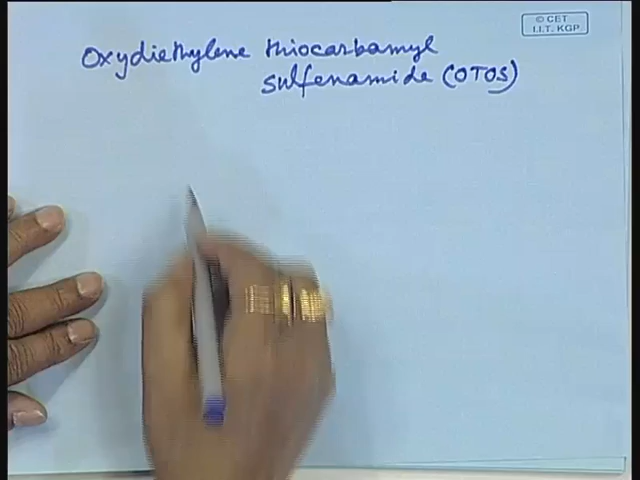 © CET
I.I.T. KGP
Oxydiethylene thiocarbamyl
sulfenamide (OTOS)